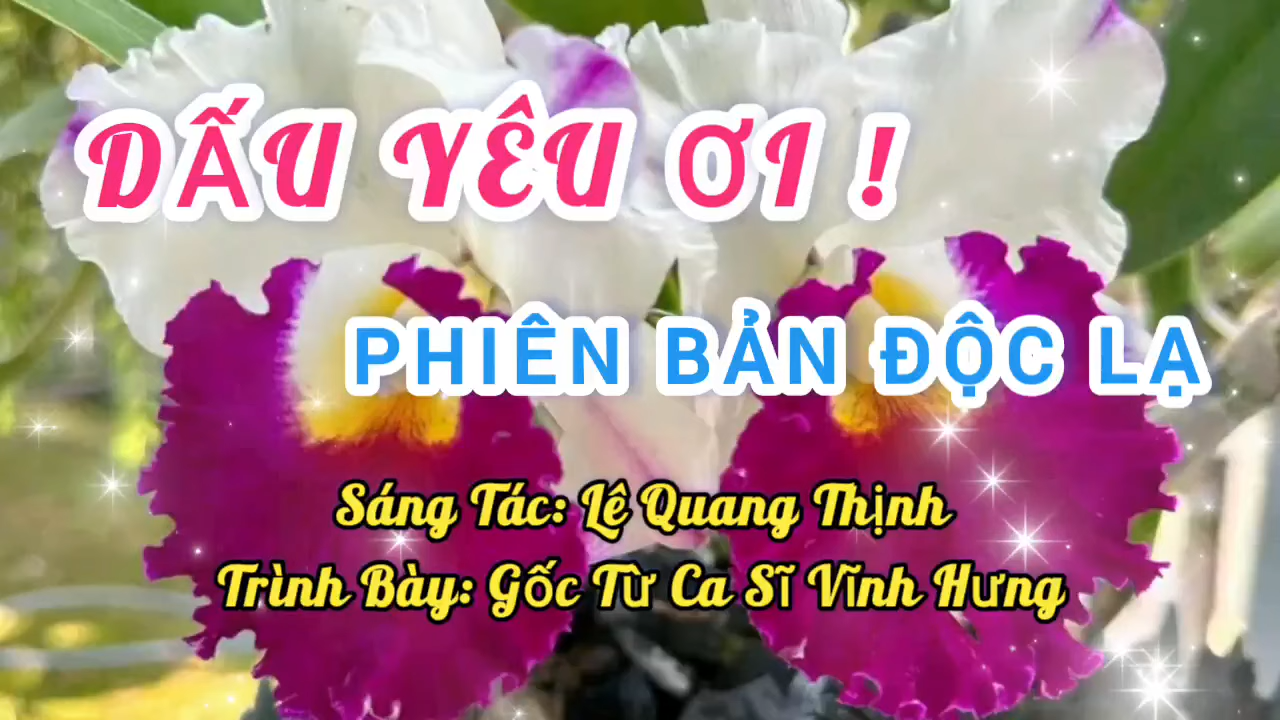 DẤU YÊU ƠI !
PHIÊN BẢN ĐỘC LẠ
Sáng Tác: Lê Quang Thịnh
Trình Bày: Gốc Từ Ca Sĩ Vĩnh Hưng